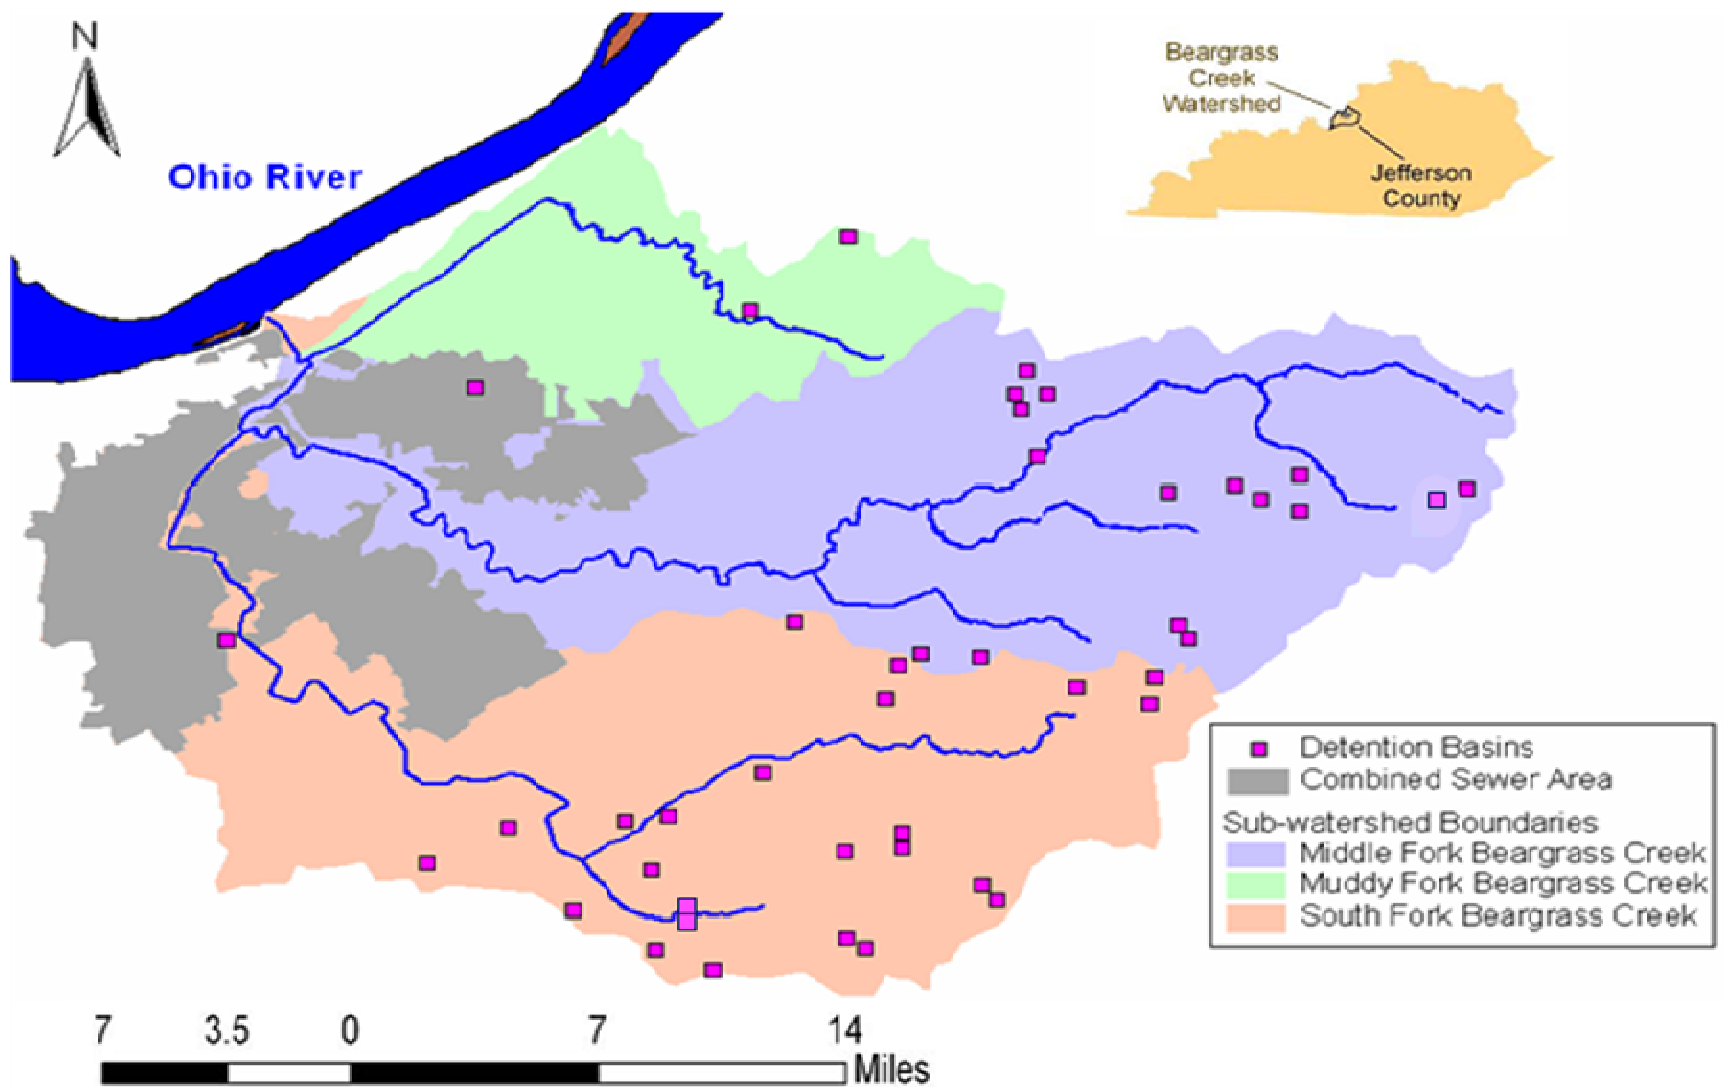 N
Ohio River
Beargrass
Creek
Watershed
Jefferson
County
Detention Basins
Combined Sewer Area
Sub-watershed Boundaries
Middle Fork Beargrass Creek
Muddy Fork Beargrass Creek
South Fork Beargrass Creek
7 3.5 0 7 14
Miles